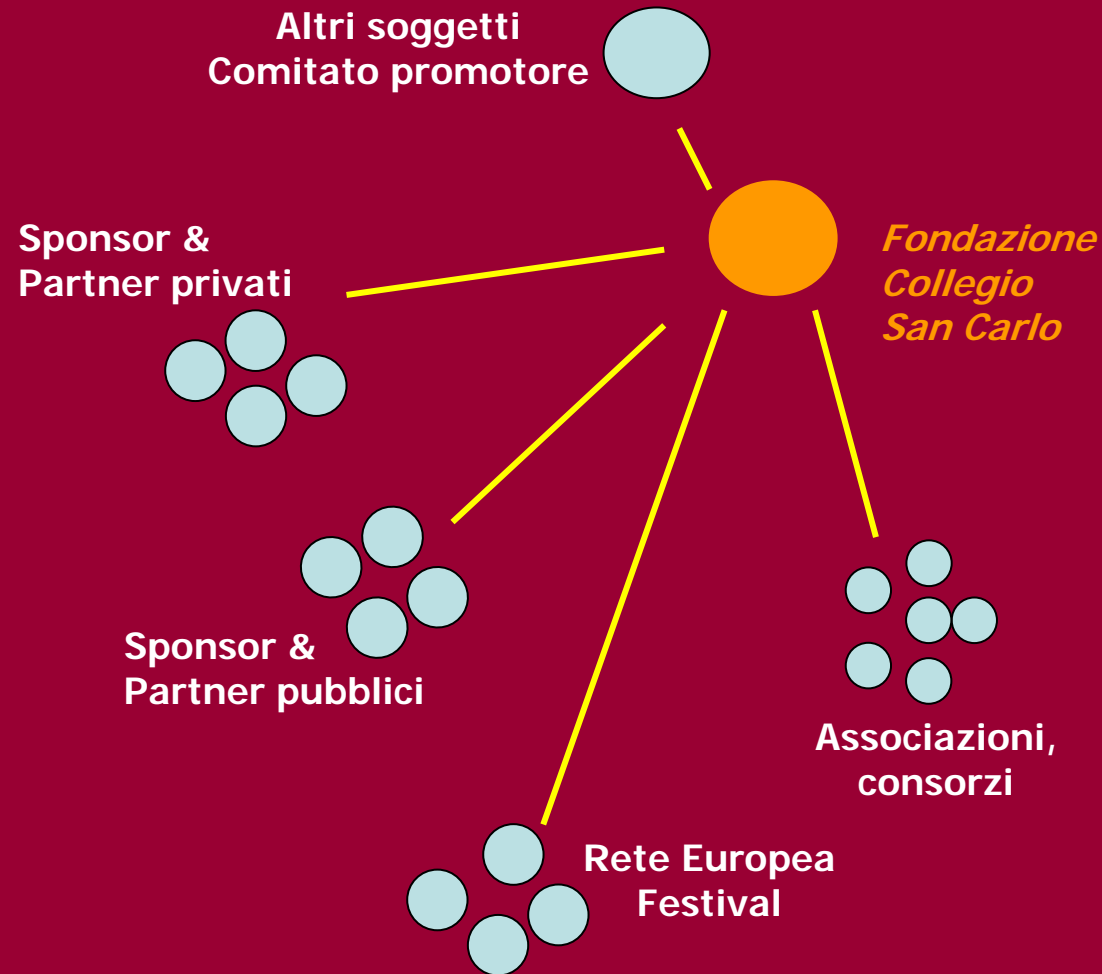 Altri soggetti
Comitato promotore
Sponsor &
Partner privati
Fondazione
Collegio
San Carlo
Sponsor &
Partner pubblici
Associazioni,
consorzi
Rete Europea
Festival